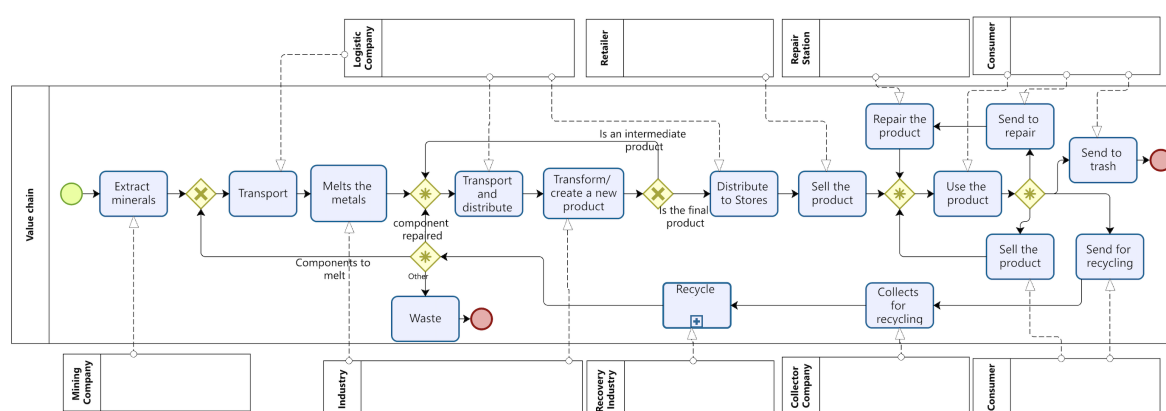 Logistic
Company
Retailer
Repair
Station
Consumer
Value chain
Extract
minerals
Transport
Melts the
metals
Is an intermediate
product
Transport
and
distribute
Transform/
create a new
product
Is the final
product
Distribute
to Stores
Sell the
product
Repair the
product
Send to
repair
Use the
product
Send to
trash
Sell the
product
Send for
recycling
component
repaired
Components to
melt
Other
Waste
Recycle
Collects
for
recycling
Mining
Company
Industry
Recovery
Industry
Collector
Company
Consumer